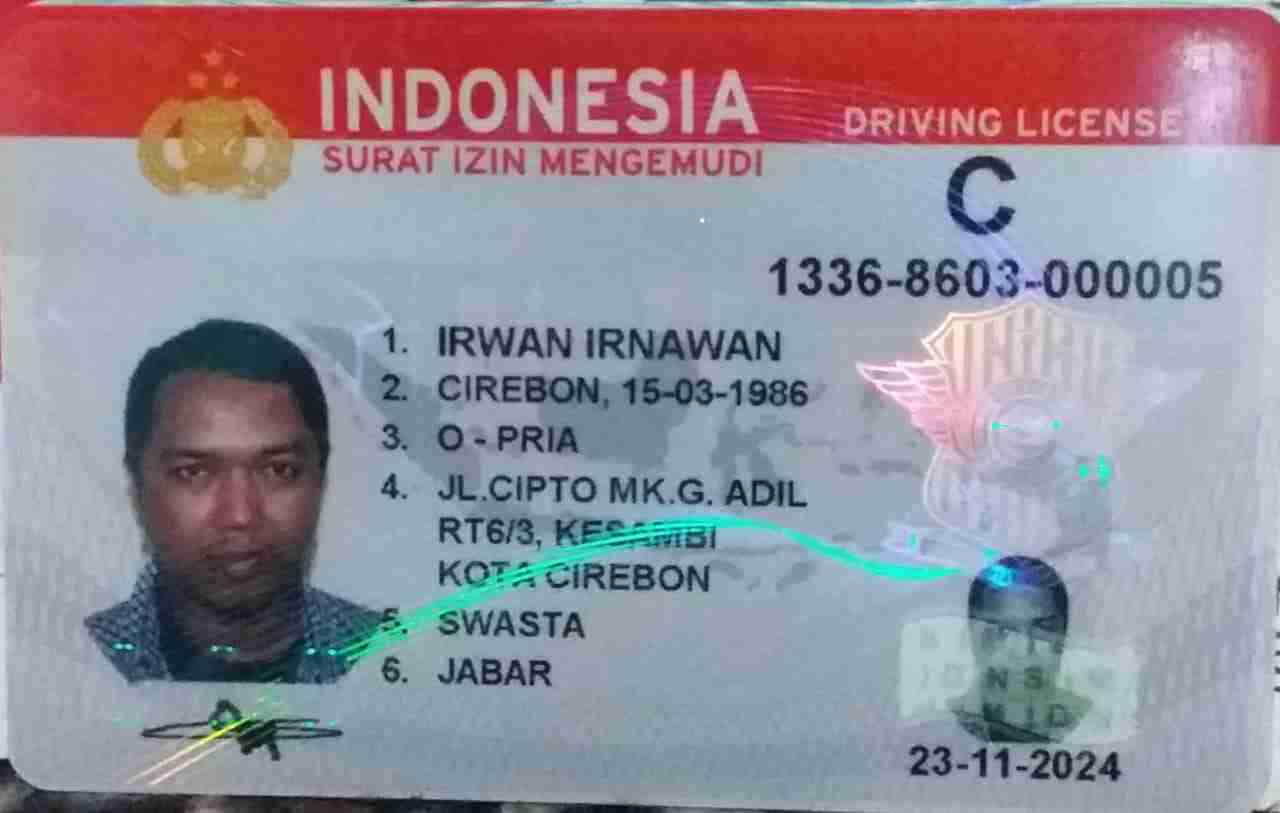 INDONESIA
SURAT IZIN MENGEMUDI
DRIVING LICENSE
C
1336-8603-000005
1. IRWAN IRNAWAN
2. CIREBON, 15-03-1986
3. O - PRIA
4. JL.CIPTO MK.G. ADIL
RT6/3, KESAMBI
KOTA CIREBON
5. SWASTA
6. JABAR
23-11-2024